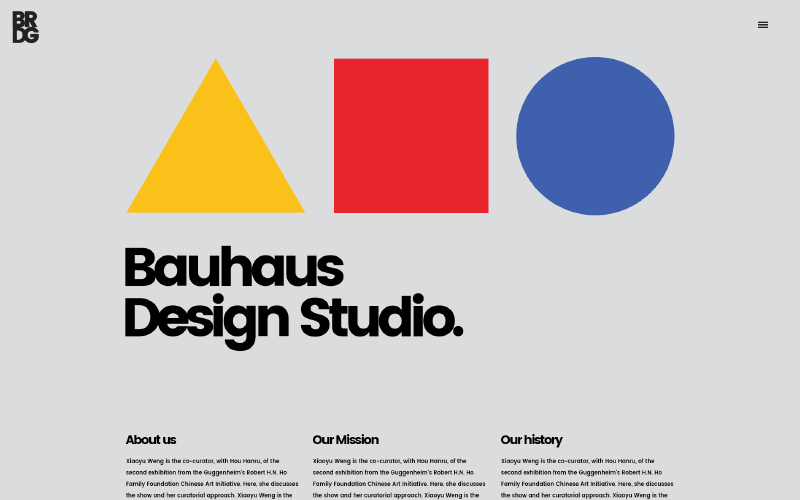 BR
DG
Bauhaus
Design Studio.
About us
Xiaoyu Weng is the co-curator, with Hou Hanru, of the
second exhibition from the Guggenheim's Robert H.N. Ho
Family Foundation Chinese Art Initiative. Here, she discusses
the show and her curatorial approach. Xiaoyu Weng is the
Our Mission
Xiaoyu Weng is the co-curator, with Hou Hanru, of the
second exhibition from the Guggenheim's Robert H.N. Ho
Family Foundation Chinese Art Initiative. Here, she discusses
the show and her curatorial approach. Xiaoyu Weng is the
Our history
Xiaoyu Weng is the co-curator, with Hou Hanru, of the
second exhibition from the Guggenheim's Robert H.N. Ho
Family Foundation Chinese Art Initiative. Here, she discusses
the show and her curatorial approach. Xiaoyu Weng is the